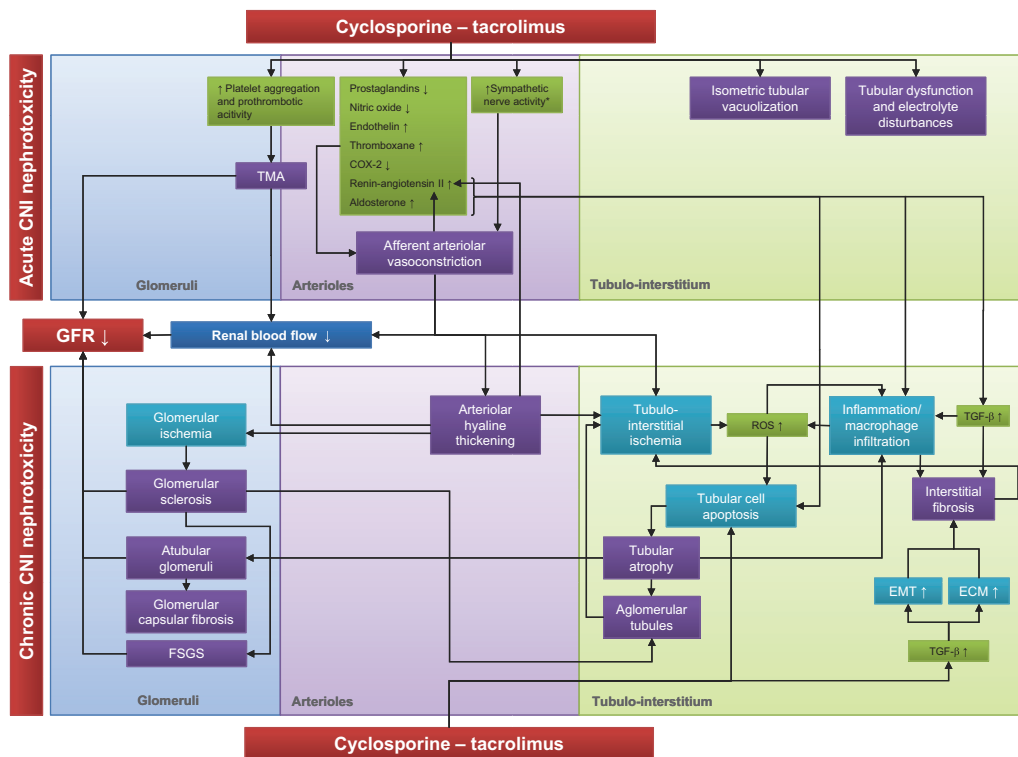 Cyclosporine – tacrolimus
Acute CNI nephrotoxicity
↑ Platelet aggregation
and prothrombotic
acitivity
Prostaglandins ↓
Nitric oxide ↓
Endothelin ↑
Thromboxane ↑
COX-2 ↓
Renin-angiotensin II ↑
Aldosterone ↑
↑Sympathetic
nerve activity*
Isometric tubular
vacuolization
Tubular dysfunction
and electrolyte
disturbances
TMA
Afferent arteriolar
vasoconstriction
Glomeruli
Arterioles
Tubulo-interstitium
GFR ↓
Renal blood flow ↓
Chronic CNI nephrotoxicity
Glomerular
ischemia
Arteriolar
hyaline
thickening
Tubulo-
interstitial
ischemia
ROS ↑
Inflammation/
macrophage
infiltration
TGF-β ↑
Glomerular
sclerosis
Tubular cell
apoptosis
Interstitial
fibrosis
Atubular
glomeruli
Tubular
atrophy
Glomerular
capsular fibrosis
Aglomerular
tubules
EMT ↑
ECM ↑
FSGS
TGF-β ↑
Glomeruli
Arterioles
Tubulo-interstitium
Cyclosporine – tacrolimus